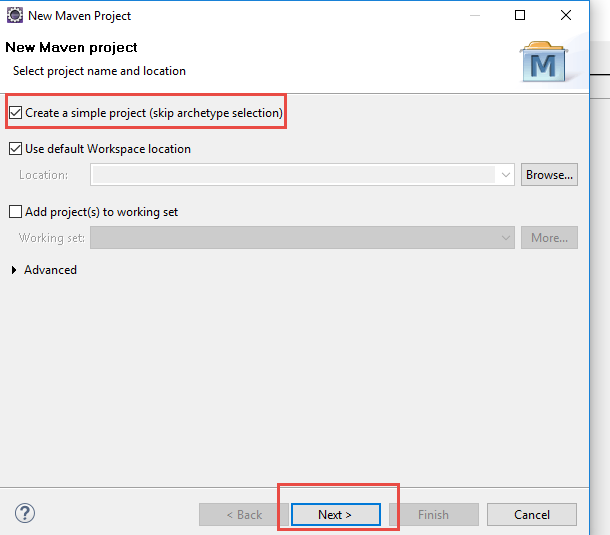 New Maven Project
New Maven project
Select project name and location
M
Create a simple project (skip archetype selection)
Use default Workspace location
Location:
Browse...
Add project(s) to working set
Working set:
More...
Advanced
?
< Back
Next >
Finish
Cancel